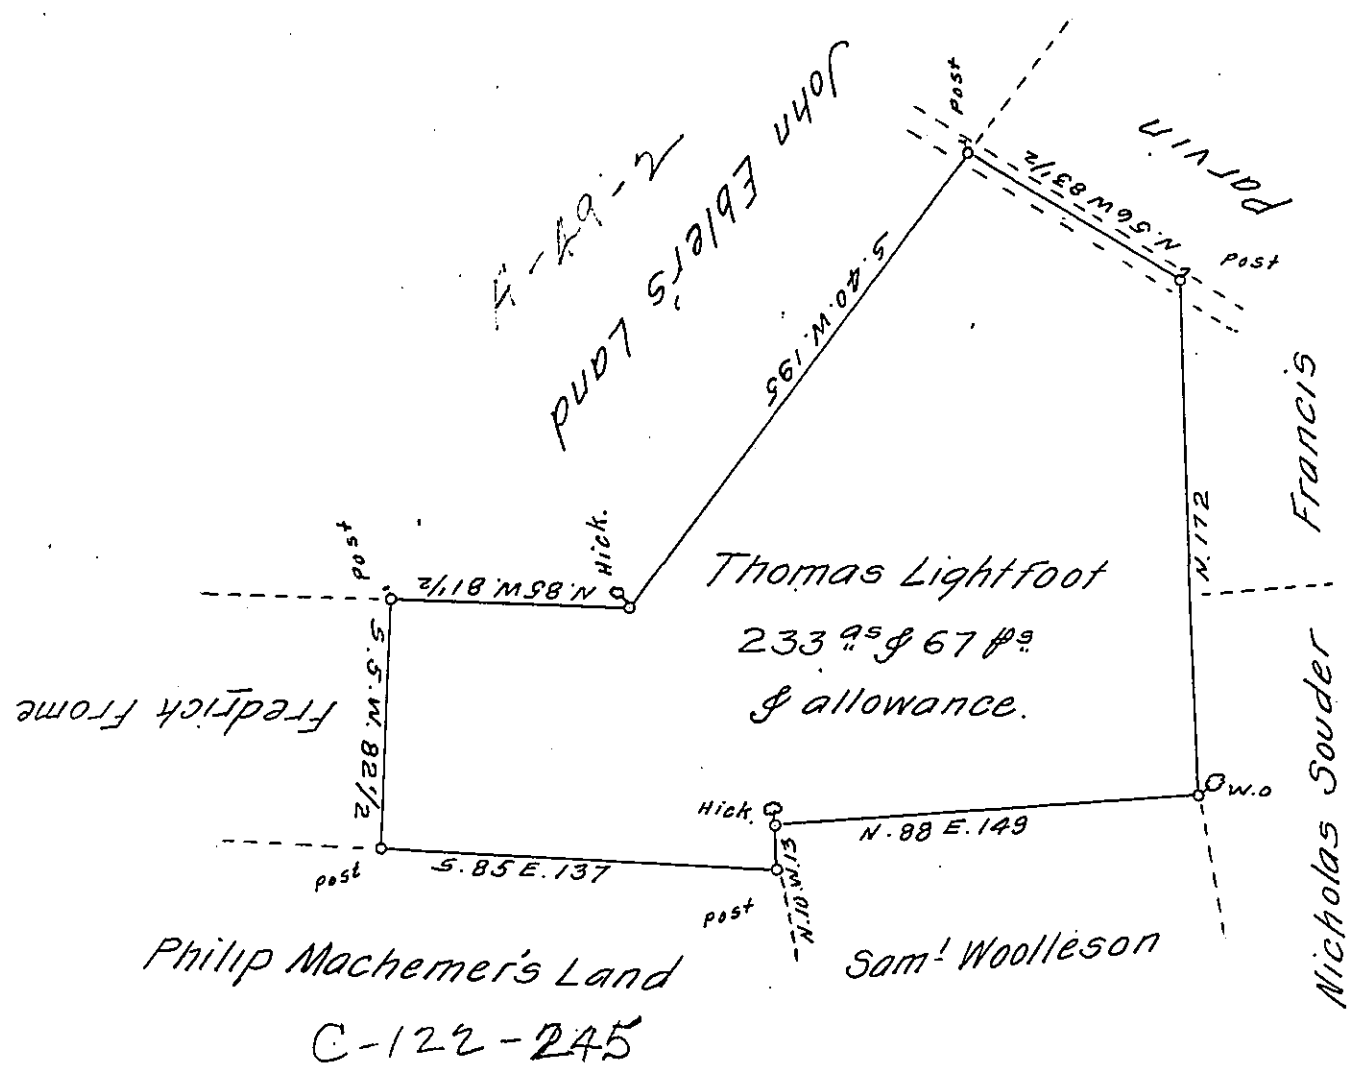 John Ebler's
Land
A-49-2
post
Parvin
N.56W 83 1/2
post
S.40.W.195
Francis
N.172
post
Hick.
N.85W.81 1/2
Thomas Lightfoot
233 as & 67 ps
& allowance.
S.5.W. 82 1/2
Fredrick Frome
Nicholas Souder
Hick.
W.O
N.88 E.149
N.10.W.13
post
S.85 E.137
post
Philip Machemer's Land
Saml Woolleson
C-122-245